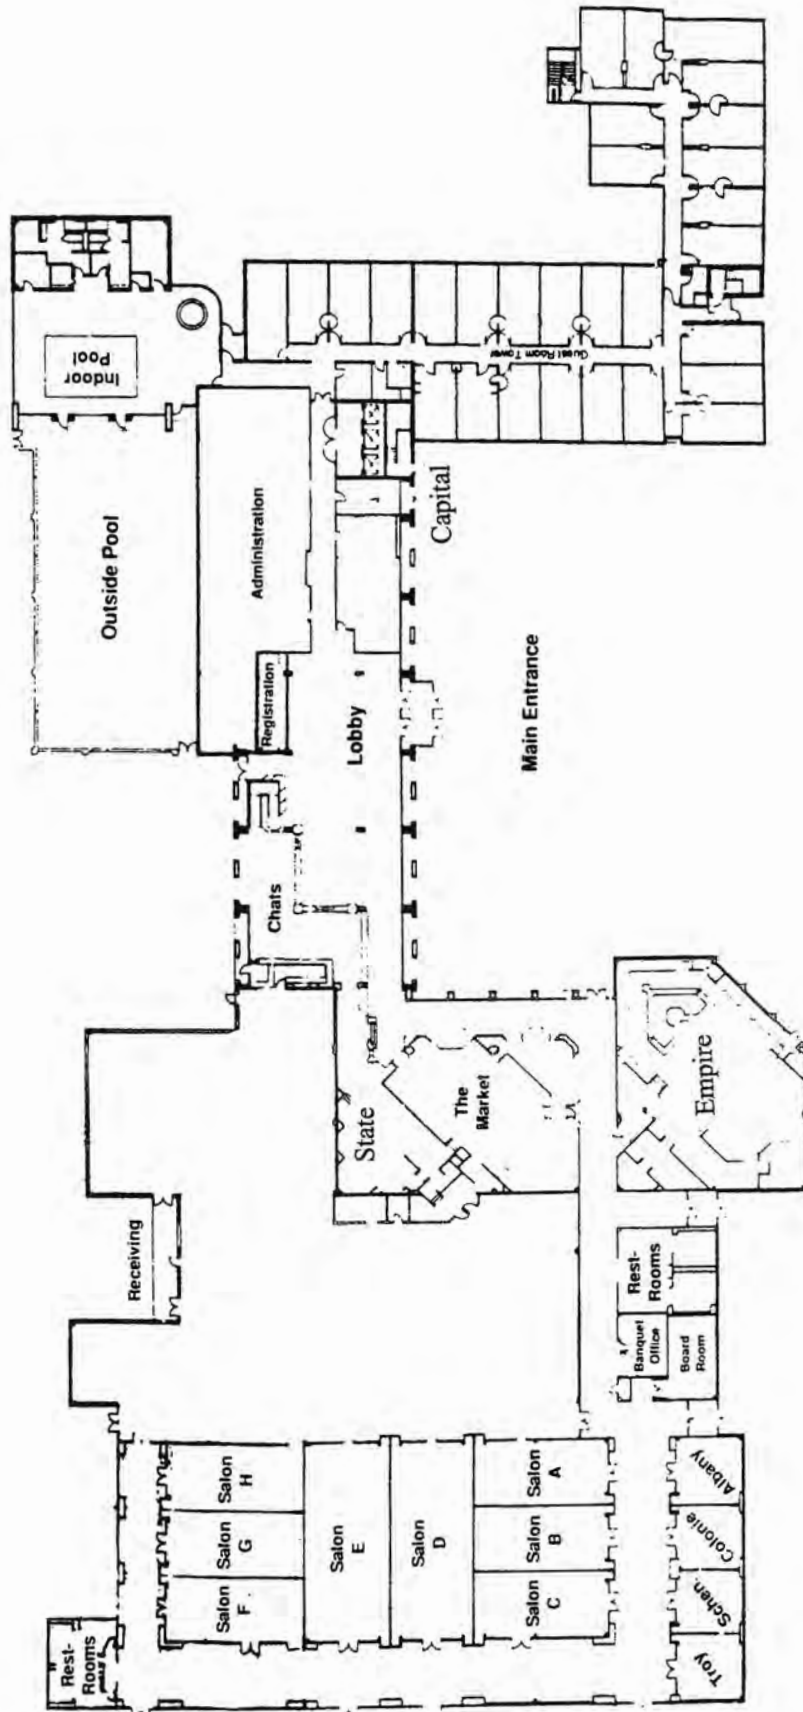 Indoor
Pool
Outside Pool
Administration
Registration
Lobby
Chats
Guest Room Tower
Capital
Main Entrance
State
The
Market
Empire
Receiving
Rest-
Rooms
Banquet
Office
Board
Room
Salon
H
Salon
G
Salon
F
Salon
E
Salon
D
Salon
A
Salon
B
Salon
C
Albany
Colonie
Schen.
Troy
Rest-
Rooms